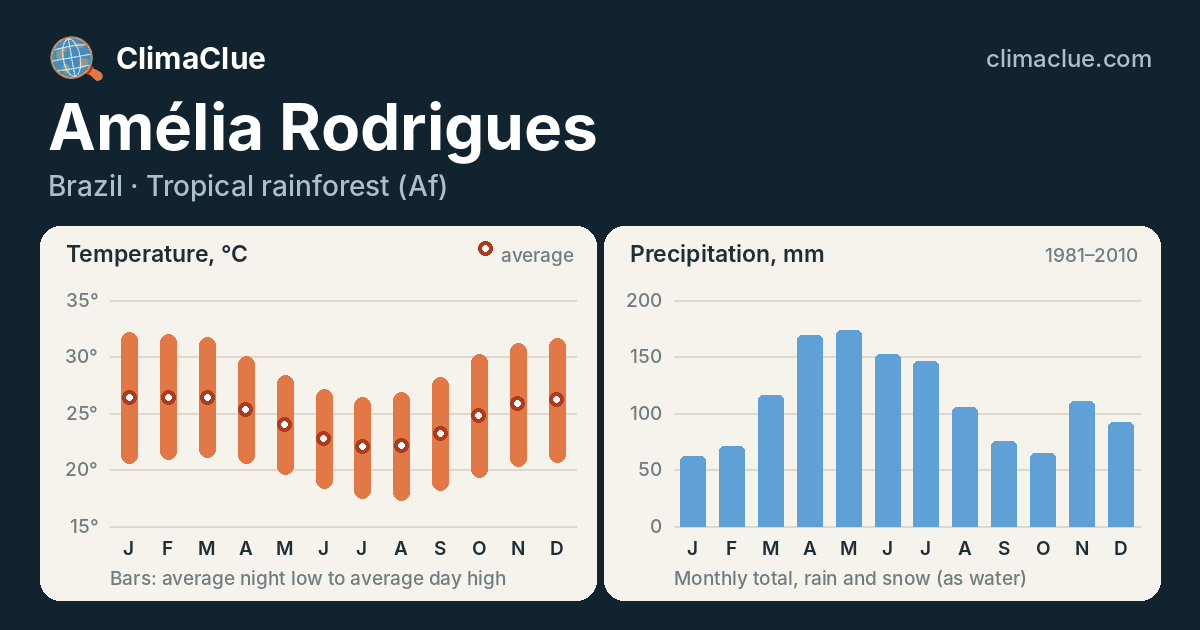 ClimaClue
climaclue.com
Amélia Rodrigues
Brazil · Tropical rainforest (Af)
Temperature, °C
average
35°
30°
25°
20°
15°
J F M A M J J A S O N D
Bars: average night low to average day high
Precipitation, mm
1981–2010
200
150
100
50
0
J F M A M J J A S O N D
Monthly total, rain and snow (as water)